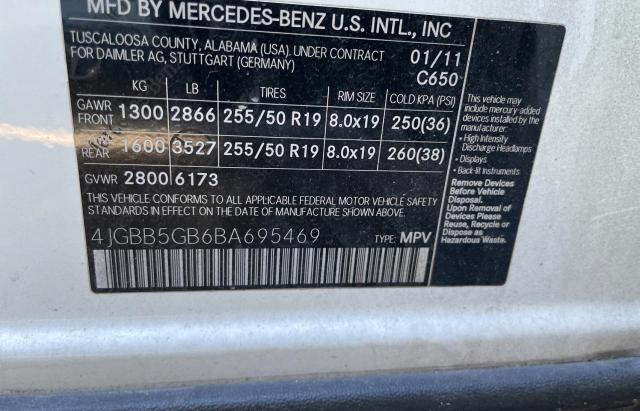 MFD BY MERCEDES-BENZ U.S. INTL., INC
TUSCALOOSA COUNTY, ALABAMA (USA). UNDER CONTRACT
FOR DAIMLER AG, STUTTGART (GERMANY)
01/11
C650
KG LB TIRES RIM SIZE COLD KPA (PSI)
GAWR FRONT 1300 2866 255/50 R19 8.0x19 250(36)
REAR 1600 3527 255/50 R19 8.0x19 260(38)
GVWR 2800 6173
THIS VEHICLE CONFORMS TO ALL APPLICABLE FEDERAL MOTOR VEHICLE SAFETY
STANDARDS IN EFFECT ON THE DATE OF MANUFACTURE SHOWN ABOVE.
4JGBB5GB6BA695469 TYPE: MPV
This vehicle may
include mercury-added
devices installed by the
manufacturer:
• High Intensity
Discharge Headlamps
• Displays
• Back-lit Instruments
Remove Devices
Before Vehicle
Disposal.
Upon Removal of
Devices Please
Reuse, Recycle or
Dispose as
Hazardous Waste.